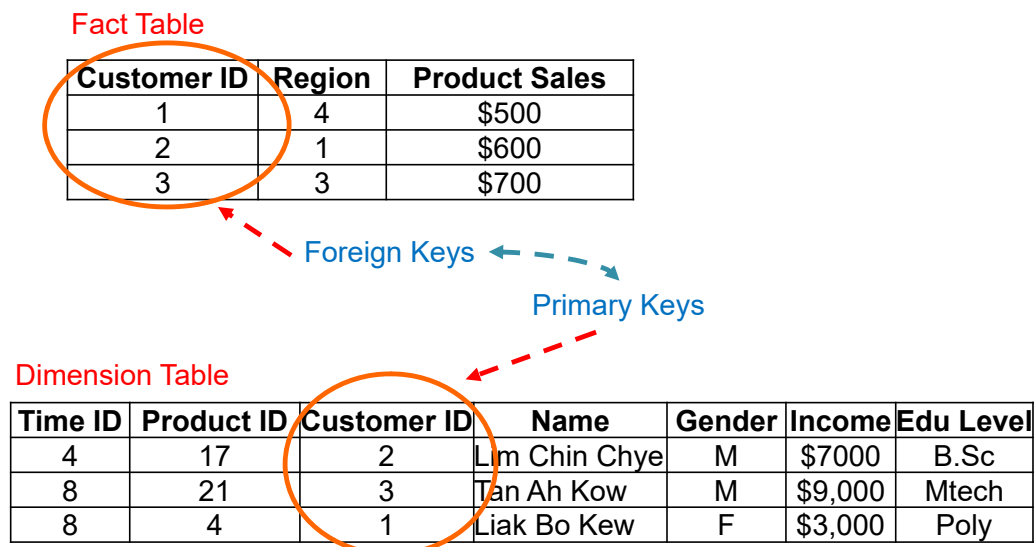 Fact Table
Customer ID Region Product Sales
1 4 $500
2 1 $600
3 3 $700
Foreign Keys
Primary Keys
Dimension Table
Time ID Product ID Customer ID Name Gender Income Edu Level
4 17 2 Lim Chin Chye M $7000 B.Sc
8 21 3 Tan Ah Kow M $9,000 Mtech
8 4 1 Liak Bo Kew F $3,000 Poly